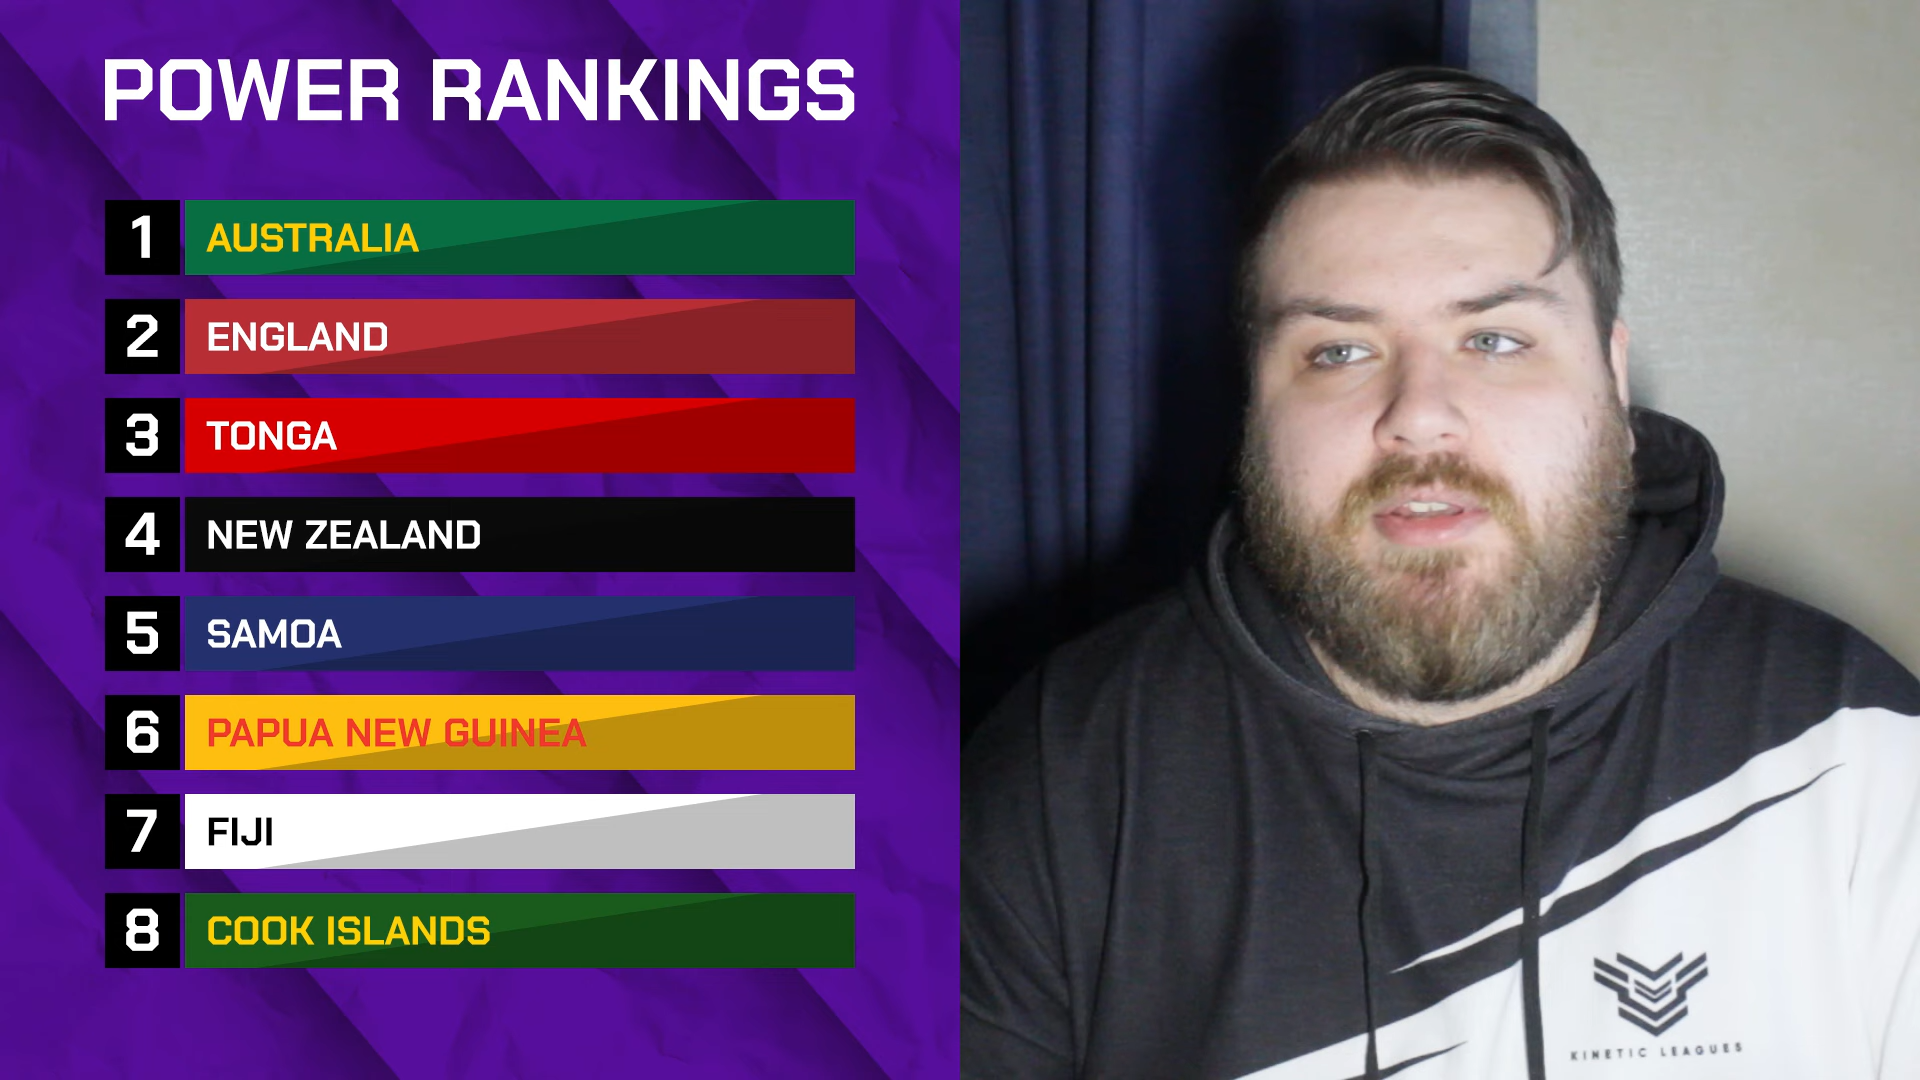 POWER RANKINGS
1 AUSTRALIA
2 ENGLAND
3 TONGA
4 NEW ZEALAND
5 SAMOA
6 PAPUA NEW GUINEA
7 FIJI
8 COOK ISLANDS
KINETIC LEAGUES